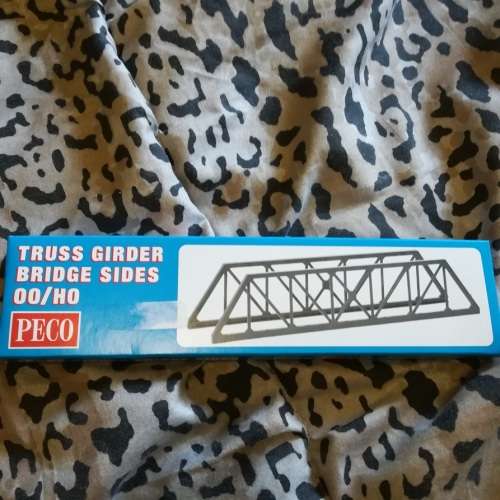 TRUSS GIRDER
BRIDGE SIDES
OO/HO
PECO